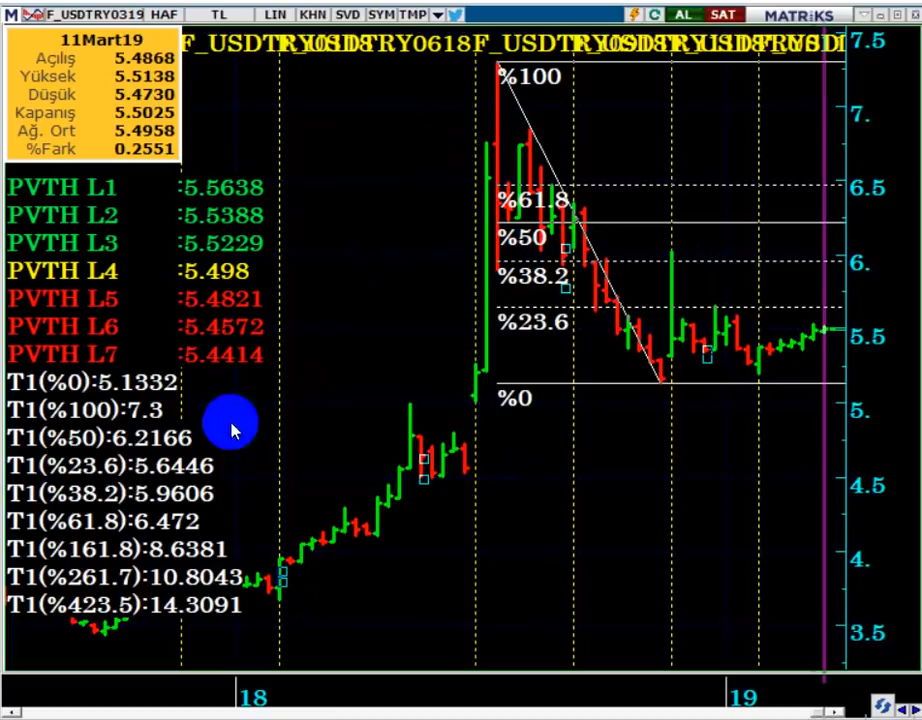 M F_USDTRY0319 HAF TL LIN KHN SVD SYM TMP AL SAT MATRİKS
11Mart19
Açılış 5.4868
Yüksek 5.5138
Düşük 5.4730
Kapanış 5.5025
Ağ. Ort 5.4958
%Fark 0.2551
PVTH L1 :5.5638
PVTH L2 :5.5388
PVTH L3 :5.5229
PVTH L4 :5.498
PVTH L5 :5.4821
PVTH L6 :5.4572
PVTH L7 :5.4414
T1(%0):5.1332
T1(%100):7.3
T1(%50):6.2166
T1(%23.6):5.6446
T1(%38.2):5.9606
T1(%61.8):6.472
T1(%161.8):8.6381
T1(%261.7):10.8043
T1(%423.5):14.3091
%100
%61.8
%50
%38.2
%23.6
%0
7.5
7.
6.5
6.
5.5
5.
4.5
4.
3.5
18
19